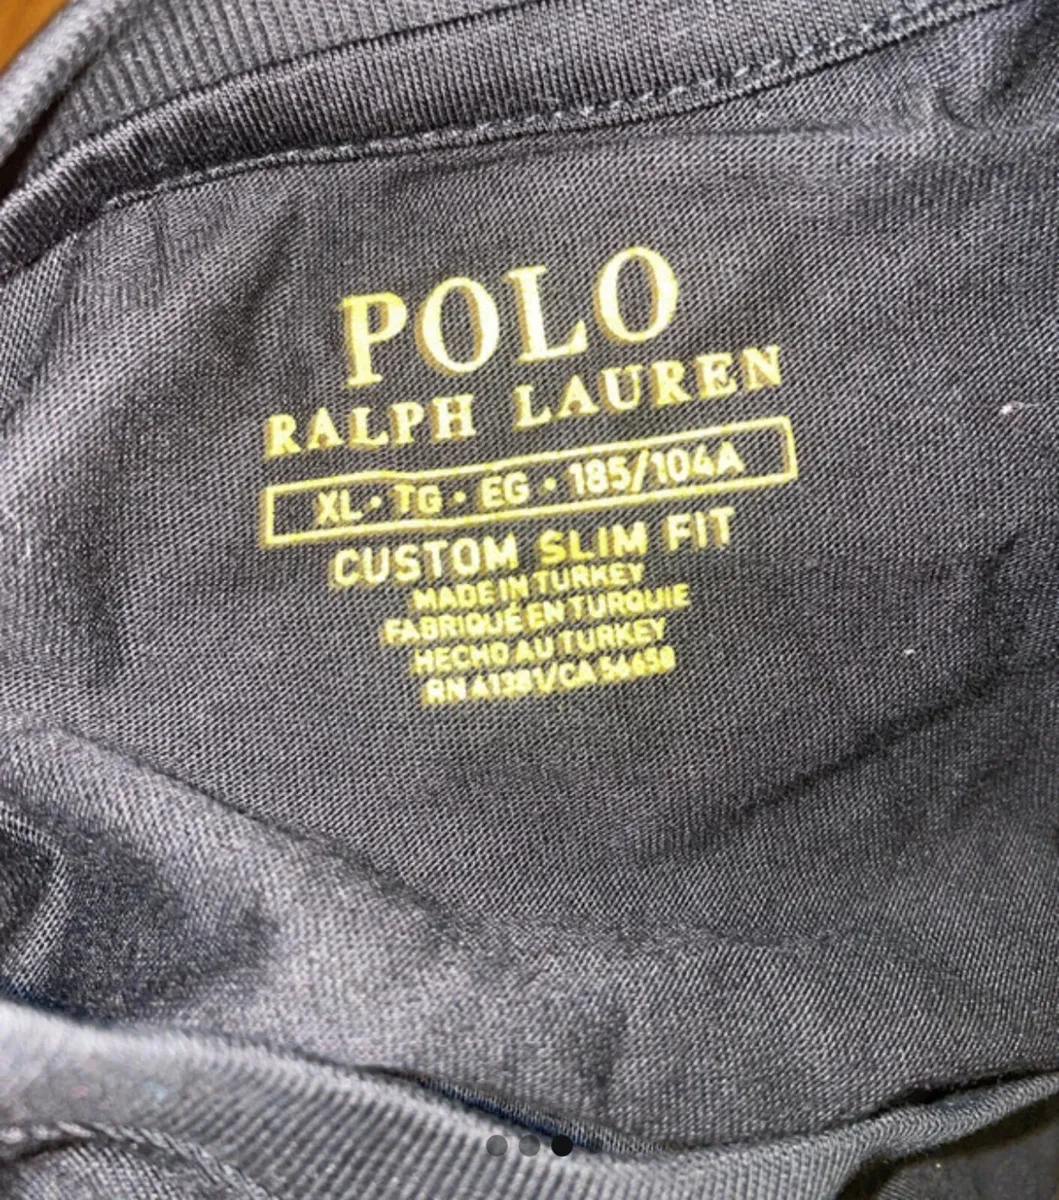 POLO
RALPH LAUREN
XL · TG · EG · 185/104A
CUSTOM SLIM FIT
MADE IN TURKEY
FABRIQUÉ EN TURQUIE
HECHO AU TURKEY
RN 41381/CA 54658